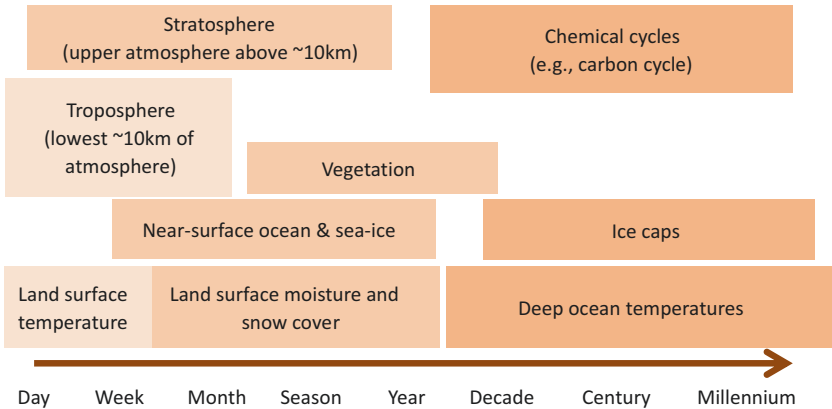 Stratosphere
(upper atmosphere above ~10km)
Chemical cycles
(e.g., carbon cycle)
Troposphere
(lowest ~10km of
atmosphere)
Vegetation
Near-surface ocean & sea-ice
Ice caps
Land surface
temperature
Land surface moisture and
snow cover
Deep ocean temperatures
Day Week Month Season Year Decade Century Millennium